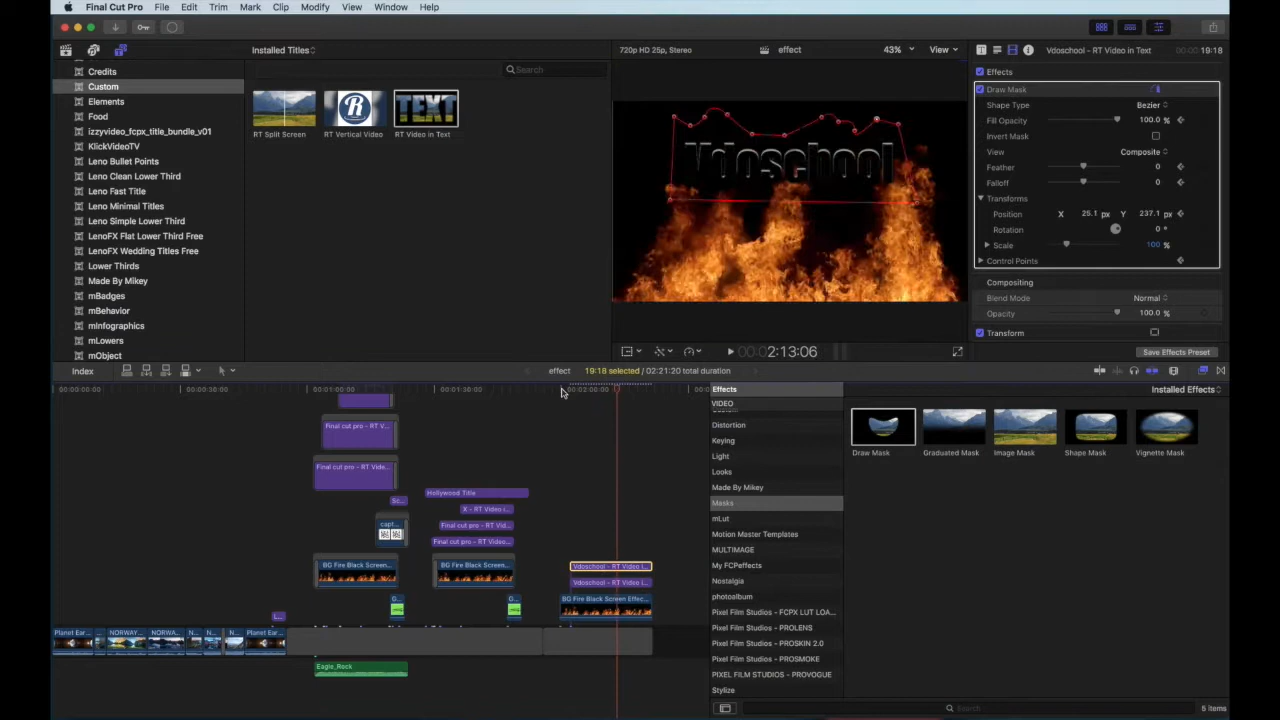 Final Cut Pro File Edit Trim Mark Clip Modify View Window Help
Installed Titles
720p HD 25p, Stereo
effect
43%
View
Vdoschool - RT Video in Text
19:18
Credits
Custom
Elements
Food
izzyvideo_fcpx_title_bundle_v01
KlickVideoTV
Leno Bullet Points
Leno Clean Lower Third
Leno Fast Title
Leno Minimal Titles
Leno Simple Lower Third
LenoFX Flat Lower Third Free
LenoFX Wedding Titles Free
Lower Thirds
Made By Mikey
mBadges
mBehavior
mInfographics
mLowers
mObject
Search
TEXT
RT Split Screen
RT Vertical Video
RT Video in Text
Vdoschool
Effects
Draw Mask
Shape Type Bezier
Fill Opacity 100.0 %
Invert Mask
View Composite
Feather 0
Falloff 0
Transforms
Position X 25.1 px Y 237.1 px
Rotation 0 °
Scale 100 %
Control Points
Compositing
Blend Mode Normal
Opacity 100.0 %
Transform
Save Effects Preset
2:13:06
Index
effect
19:18 selected / 02:21:20 total duration
00:00:00:00
00:00:30:00
00:01:00:00
00:01:30:00
00:02:00:00
Final cut pro - RT V...
Final cut pro - RT Vide...
Sc...
capt...
Hollywood Title
X - RT Video i...
Final cut pro - RT Vid...
Final cut pro - RT Video...
BG Fire Black Screen...
BG Fire Black Screen...
Vdoschool - RT Video i...
Vdoschool - RT Video i...
BG Fire Black Screen Effec...
G...
G...
L...
Planet Ear...
NORWAY...
NORWA...
N...
N...
N...
Planet Ear...
Eagle_Rock
Effects
VIDEO
Distortion
Keying
Light
Looks
Made By Mikey
Masks
mLut
Motion Master Templates
MULTIMAGE
My FCPeffects
Nostalgia
photoalbum
Pixel Film Studios - FCPX LUT LOA...
Pixel Film Studios - PROLENS
Pixel Film Studios - PROSKIN 2.0
Pixel Film Studios - PROSMOKE
PIXEL FILM STUDIOS - PROVOGUE
Stylize
Installed Effects
Draw Mask
Graduated Mask
Image Mask
Shape Mask
Vignette Mask
Search
5 items